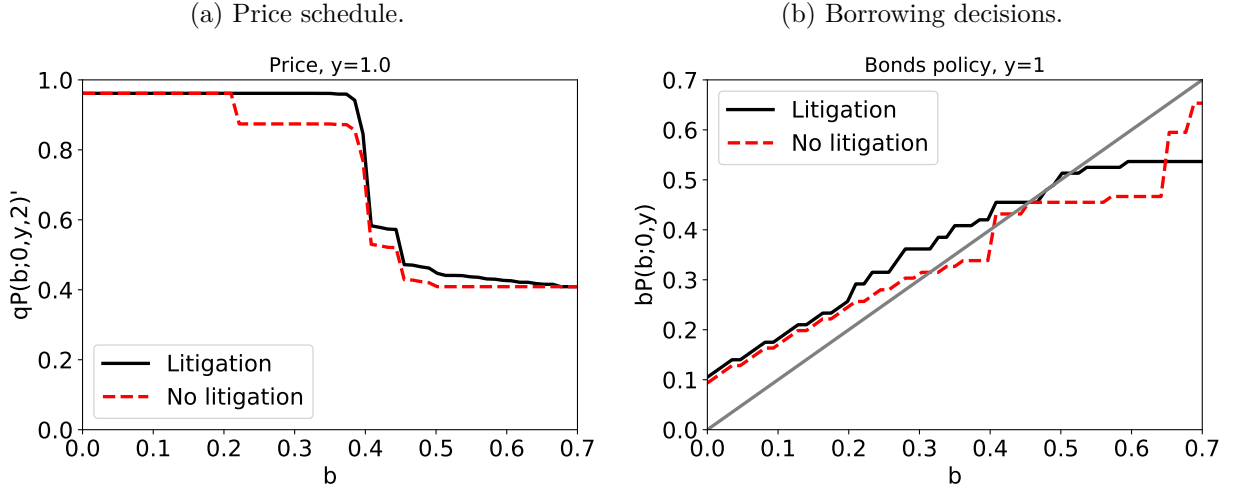 (a) Price schedule.
Price, y=1.0
qP(b;0,y,2)'
1.0
0.8
0.6
0.4
0.2
0.0
Litigation
No litigation
0.0 0.1 0.2 0.3 0.4 0.5 0.6 0.7
b
(b) Borrowing decisions.
Bonds policy, y=1
bP(b;0,y)
0.7
0.6
0.5
0.4
0.3
0.2
0.1
0.0
Litigation
No litigation
0.0 0.1 0.2 0.3 0.4 0.5 0.6 0.7
b